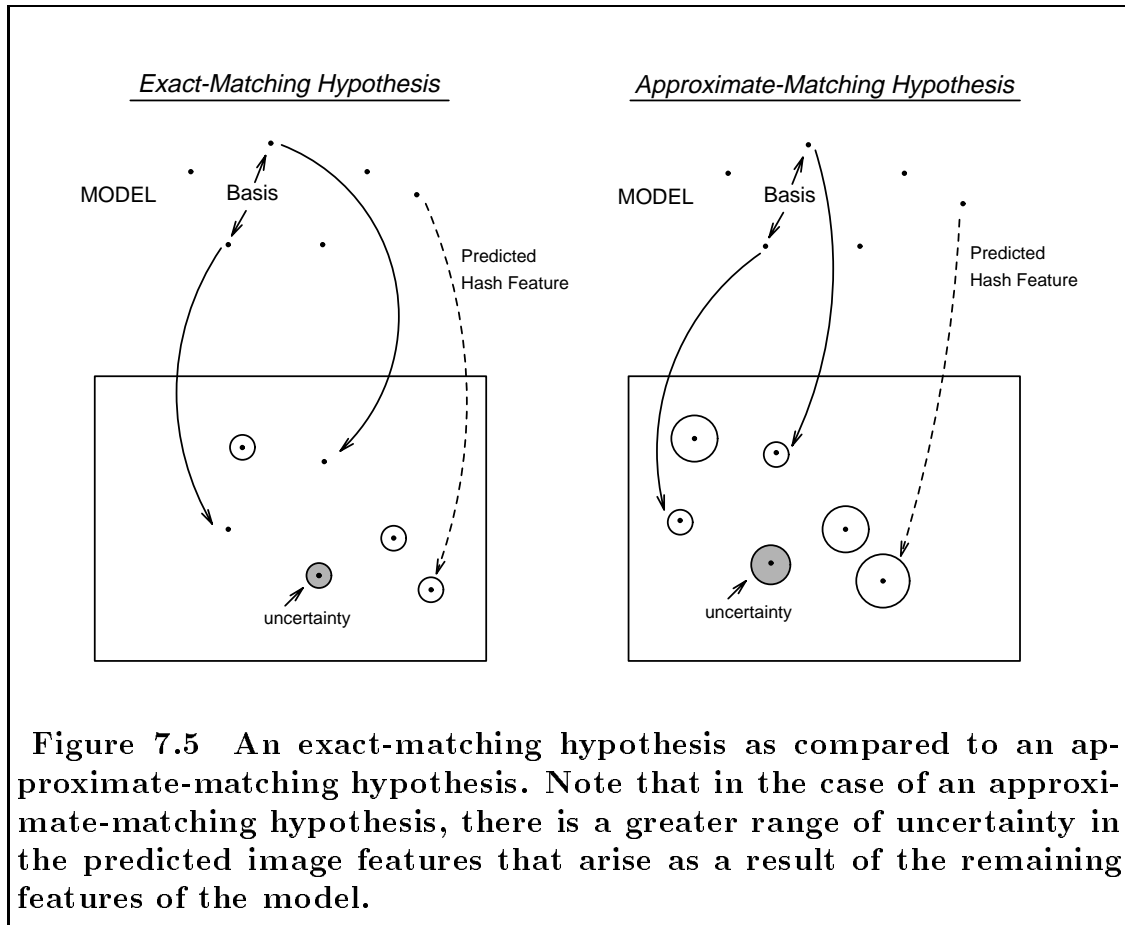 Exact-Matching Hypothesis
MODEL
Basis
Predicted
Hash Feature
uncertainty
Approximate-Matching Hypothesis
MODEL
Basis
Predicted
Hash Feature
uncertainty
Figure 7.5 An exact-matching hypothesis as compared to an ap-
proximate-matching hypothesis. Note that in the case of an approxi-
mate-matching hypothesis, there is a greater range of uncertainty in
the predicted image features that arise as a result of the remaining
features of the model.